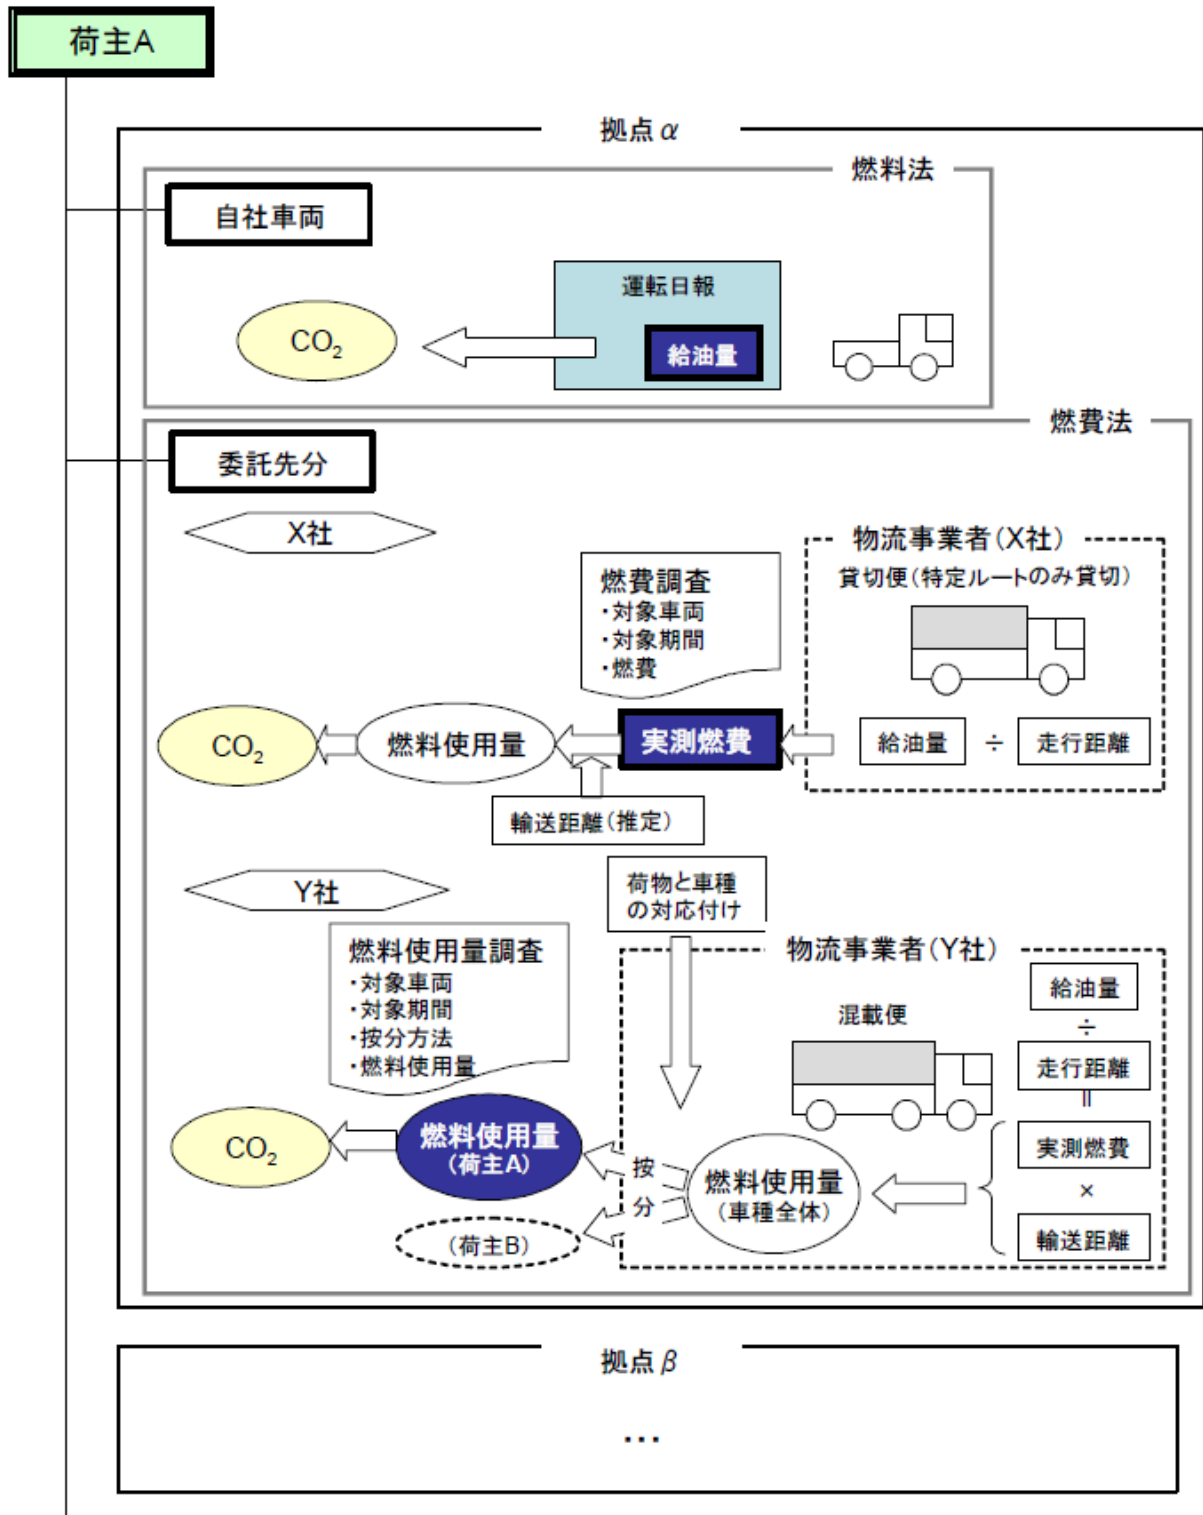 荷主A
拠点α
燃料法
自社車両
運転日報
給油量
CO2
燃費法
委託先分
X社
物流事業者(X社)
貸切便(特定ルートのみ貸切)
燃費調査
・対象車両
・対象期間
・燃費
CO2
燃料使用量
実測燃費
給油量
÷
走行距離
輸送距離(推定)
Y社
荷物と車種
の対応付け
燃料使用量調査
・対象車両
・対象期間
・按分方法
・燃料使用量
物流事業者(Y社)
混載便
給油量
÷
走行距離
=
実測燃費
×
輸送距離
CO2
燃料使用量
(荷主A)
按
分
燃料使用量
(車種全体)
(荷主B)
拠点β
…